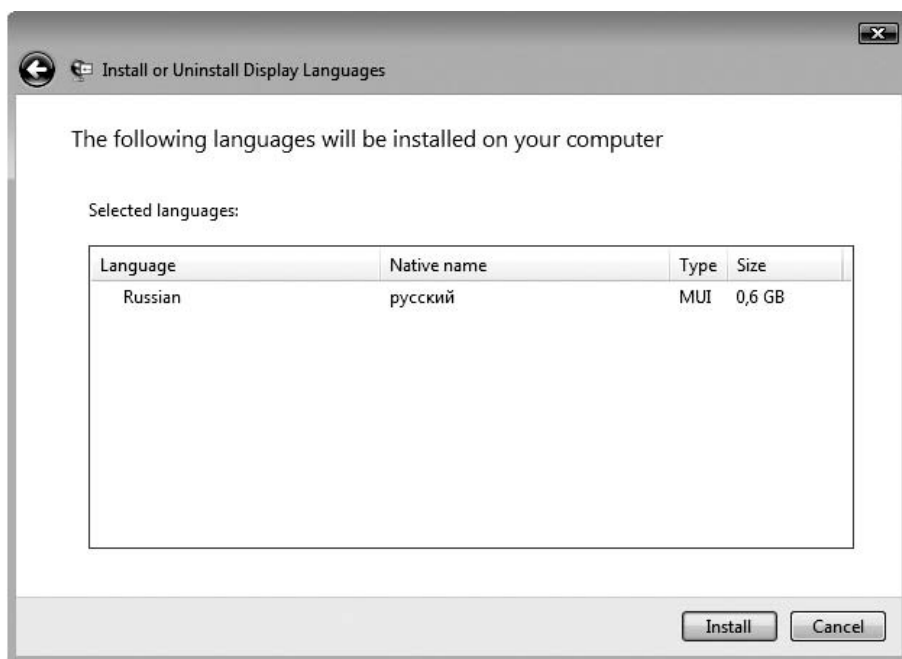 Install or Uninstall Display Languages
The following languages will be installed on your computer
Selected languages:
Language Native name Type Size
Russian русский MUI 0,6 GB
Install Cancel